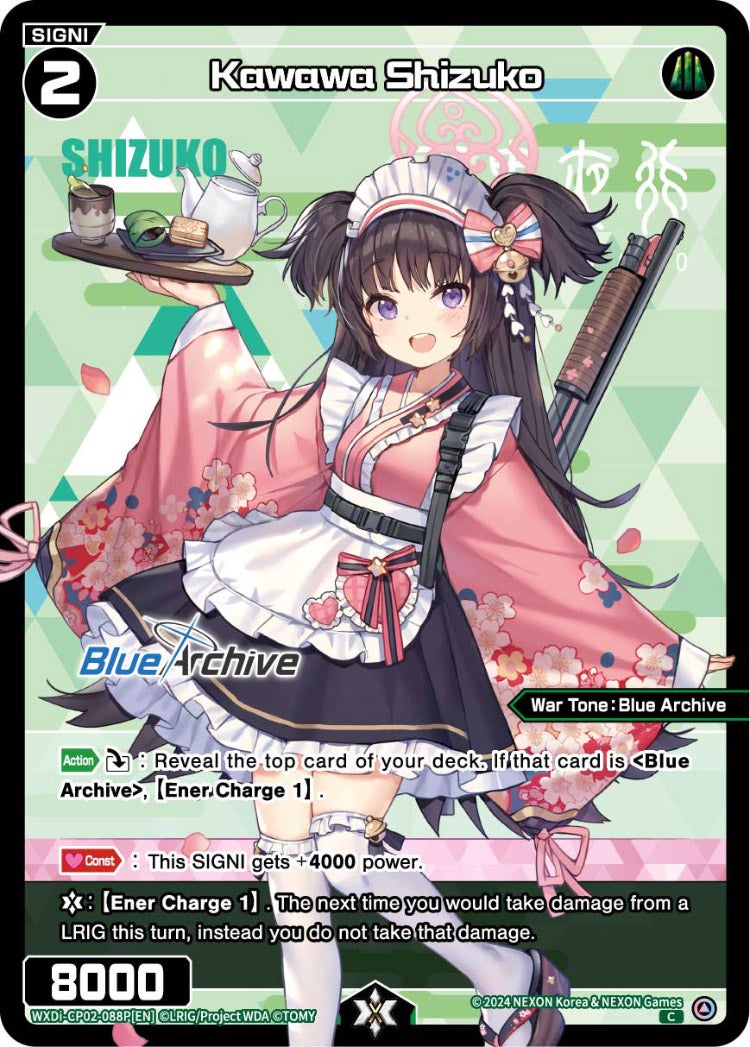 SIGNI
2
Kawawa Shizuko
SHIZUKO
0
Blue Archive
War Tone:Blue Archive
Action : Reveal the top card of your deck. If that card is <Blue
Archive>, 【Ener Charge 1】.
Const : This SIGNI gets +4000 power.
: 【Ener Charge 1】. The next time you would take damage from a
LRIG this turn, instead you do not take that damage.
8000
WXDi-CP02-088P[EN] ©LRIG/Project WDA ©TOMY
©2024 NEXON Korea & NEXON Games
C